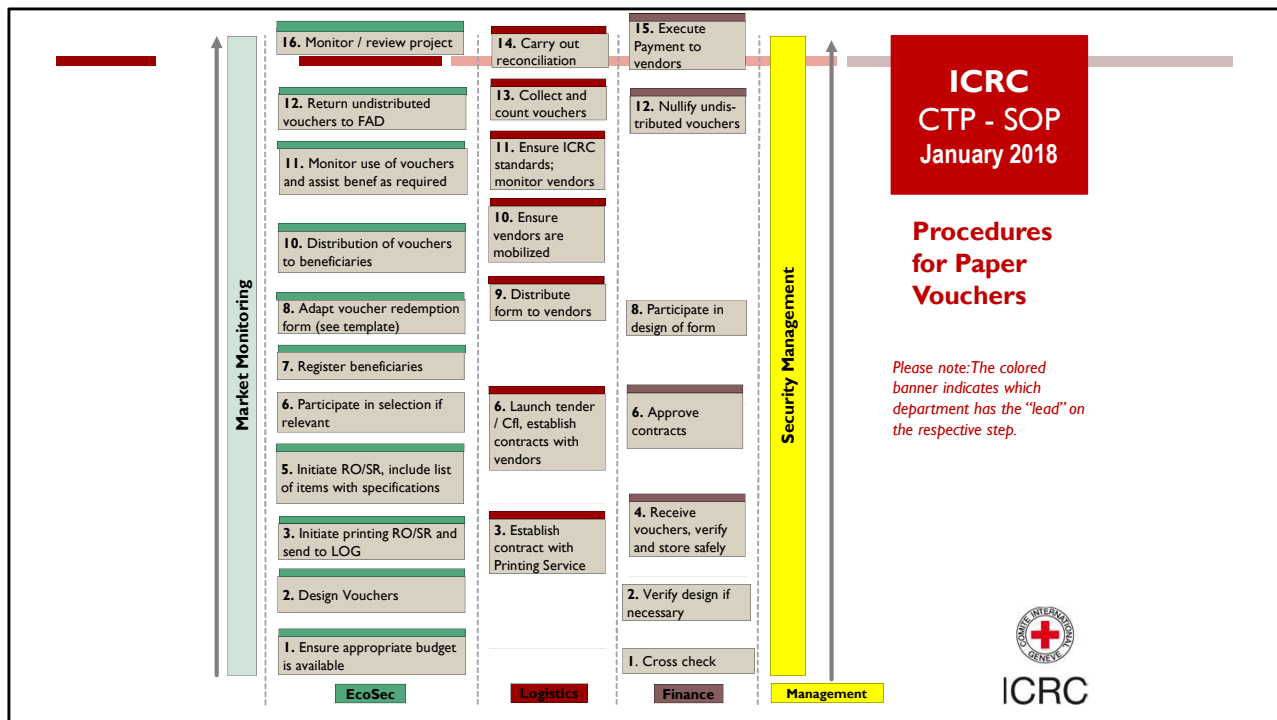 16. Monitor / review project
12. Return undistributed
vouchers to FAD
11. Monitor use of vouchers
and assist benef as required
10. Distribution of vouchers
to beneficiaries
8. Adapt voucher redemption
form (see template)
7. Register beneficiaries
6. Participate in selection if
relevant
5. Initiate RO/SR, include list
of items with specifications
3. Initiate printing RO/SR and
send to LOG
2. Design Vouchers
1. Ensure appropriate budget
is available
EcoSec
Market Monitoring
14. Carry out
reconciliation
13. Collect and
count vouchers
11. Ensure ICRC
standards;
monitor vendors
10. Ensure
vendors are
mobilized
9. Distribute
form to vendors
6. Launch tender
/ CfI, establish
contracts with
vendors
3. Establish
contract with
Printing Service
Logistics
15. Execute
Payment to
vendors
12. Nullify undis-
tributed vouchers
8. Participate in
design of form
6. Approve
contracts
4. Receive
vouchers, verify
and store safely
2. Verify design if
necessary
1. Cross check
Finance
Security Management
Management
ICRC
CTP - SOP
January 2018
Procedures
for Paper
Vouchers
Please note: The colored
banner indicates which
department has the “lead” on
the respective step.
COMITE INTERNATIONAL
GENEVE
ICRC